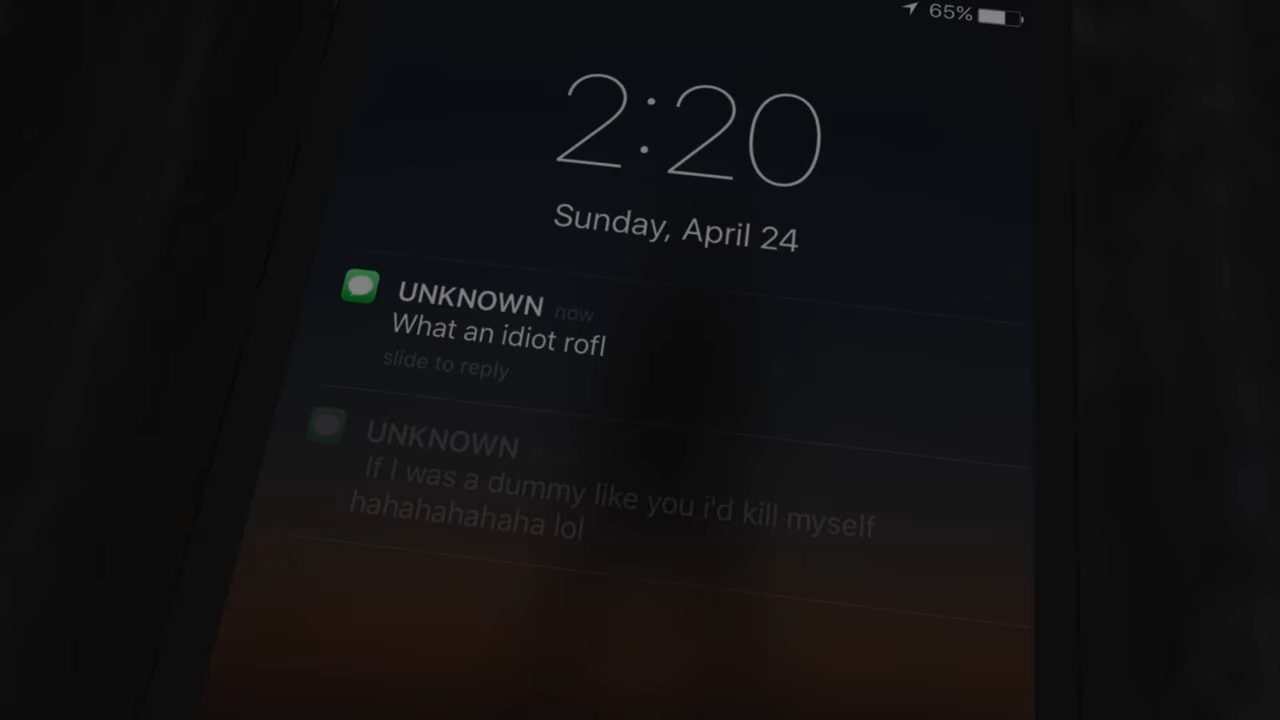 65%
2:20
Sunday, April 24
UNKNOWN now
What an idiot rofl
slide to reply
UNKNOWN
If I was a dummy like you i'd kill myself
hahahahahaha lol